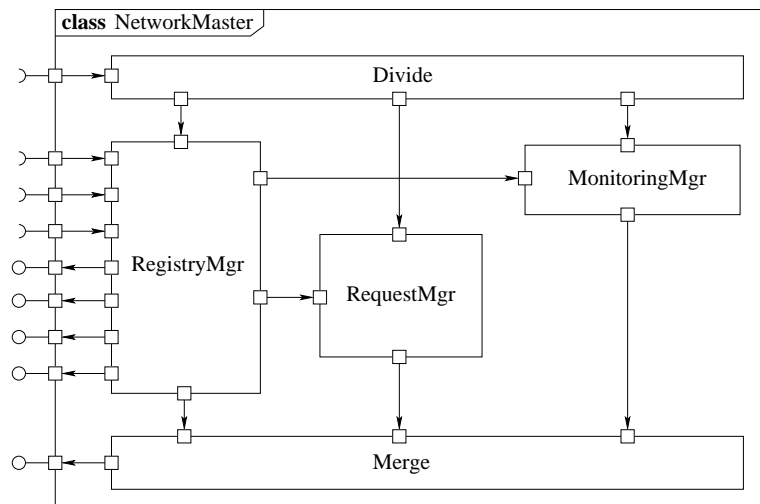 class NetworkMaster
Divide
MonitoringMgr
RegistryMgr
RequestMgr
Merge